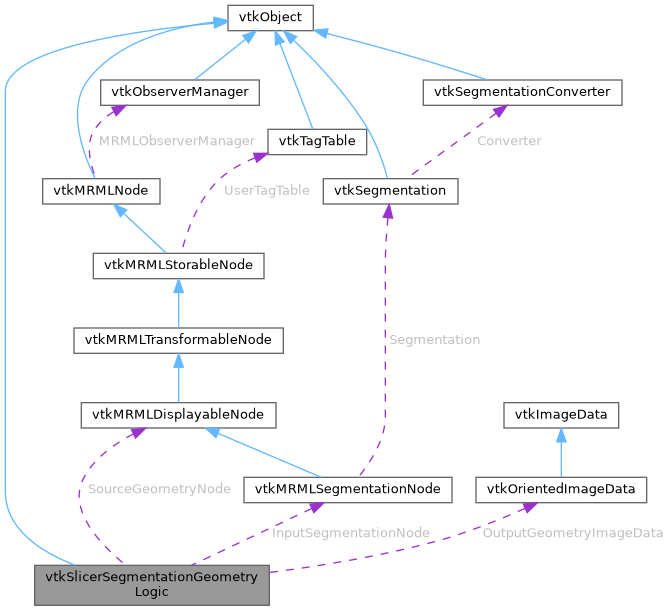 vtkObject
vtkObserverManager
vtkSegmentationConverter
MRMLObserverManager
vtkTagTable
Converter
vtkMRMLNode
UserTagTable
vtkSegmentation
vtkMRMLStorableNode
vtkMRMLTransformableNode
Segmentation
vtkMRMLDisplayableNode
vtkImageData
SourceGeometryNode
vtkMRMLSegmentationNode
vtkOrientedImageData
InputSegmentationNode
OutputGeometryImageData
vtkSlicerSegmentationGeometry
Logic